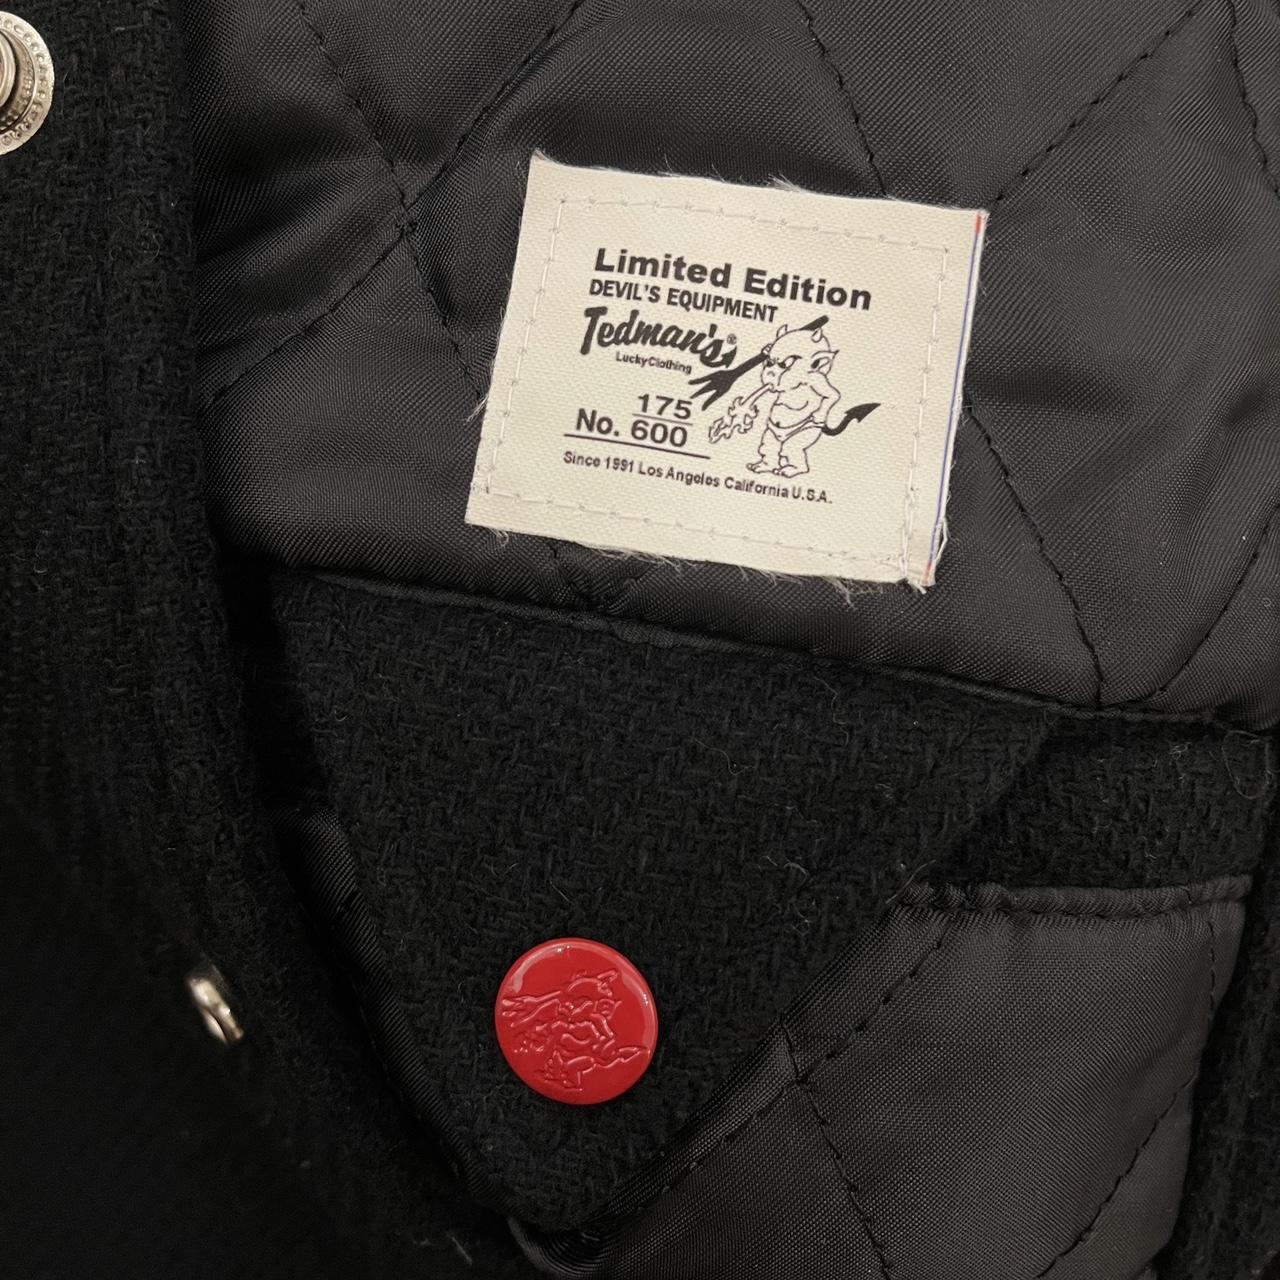 Limited Edition
DEVIL'S EQUIPMENT
Tedman's®
LuckyClothing
175
No. 600
Since 1991 Los Angeles California U.S.A.